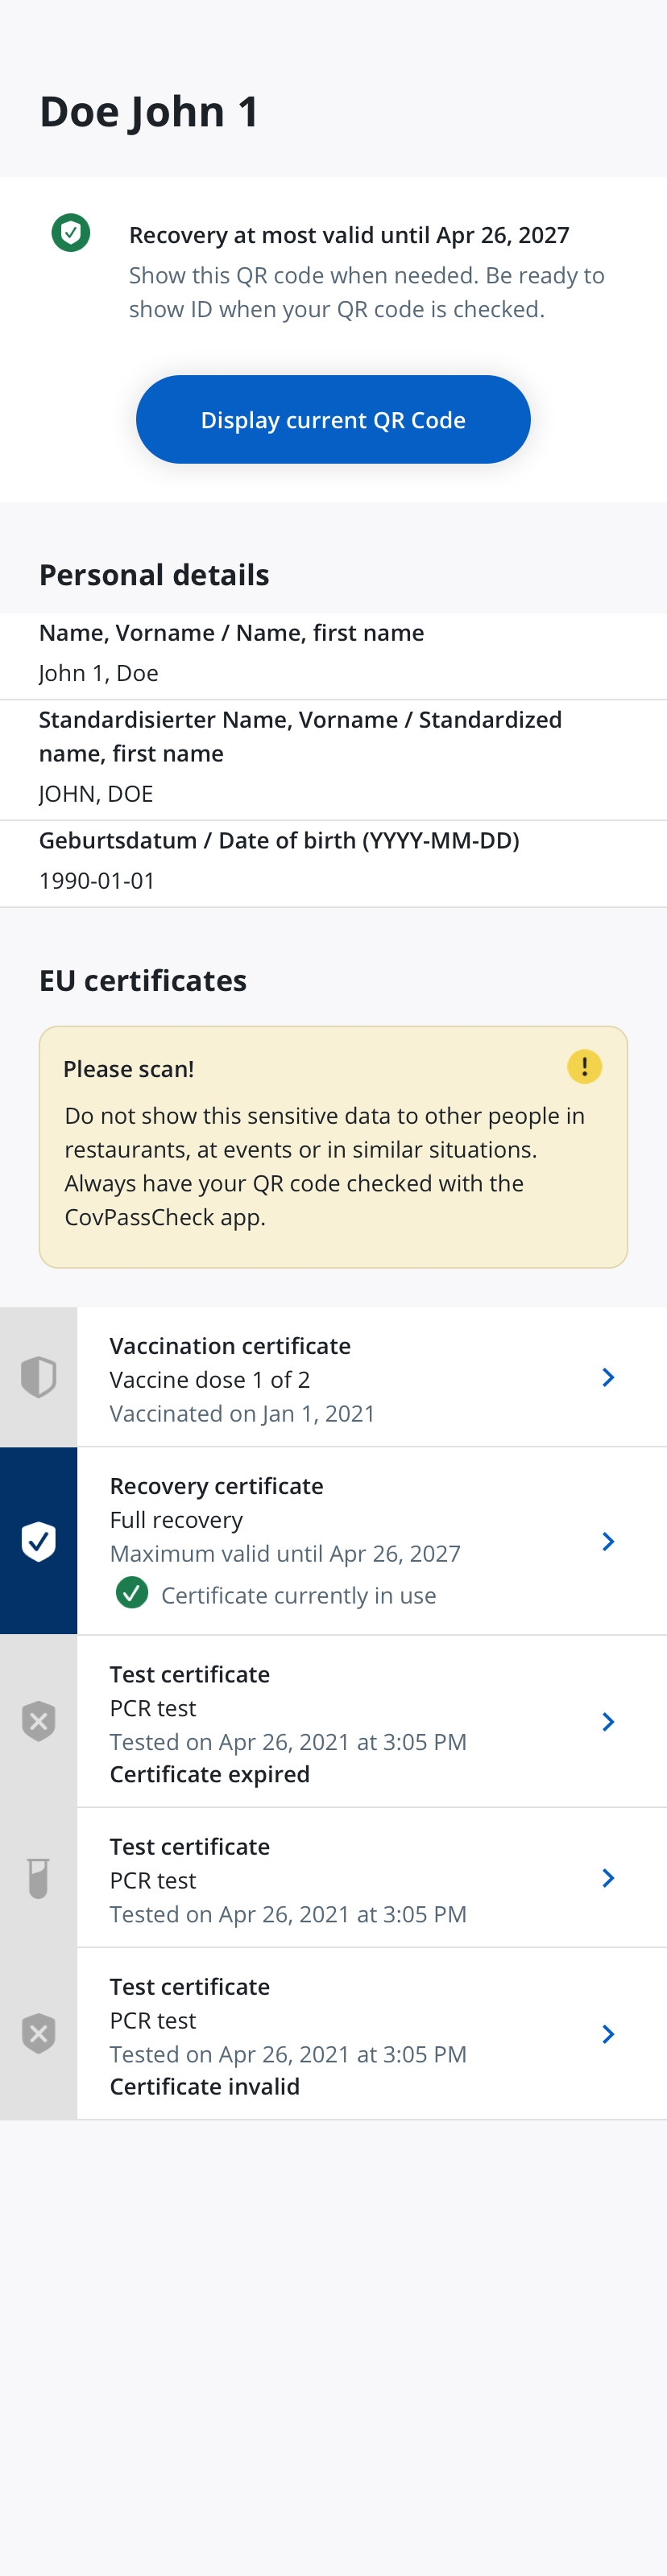 Doe John 1
Recovery at most valid until Apr 26, 2027
Show this QR code when needed. Be ready to
show ID when your QR code is checked.
Display current QR Code
Personal details
Name, Vorname / Name, first name
John 1, Doe
Standardisierter Name, Vorname / Standardized
name, first name
JOHN, DOE
Geburtsdatum / Date of birth (YYYY-MM-DD)
1990-01-01
EU certificates
Please scan!
Do not show this sensitive data to other people in
restaurants, at events or in similar situations.
Always have your QR code checked with the
CovPassCheck app.
Vaccination certificate
Vaccine dose 1 of 2
Vaccinated on Jan 1, 2021
Recovery certificate
Full recovery
Maximum valid until Apr 26, 2027
Certificate currently in use
Test certificate
PCR test
Tested on Apr 26, 2021 at 3:05 PM
Certificate expired
Test certificate
PCR test
Tested on Apr 26, 2021 at 3:05 PM
Test certificate
PCR test
Tested on Apr 26, 2021 at 3:05 PM
Certificate invalid